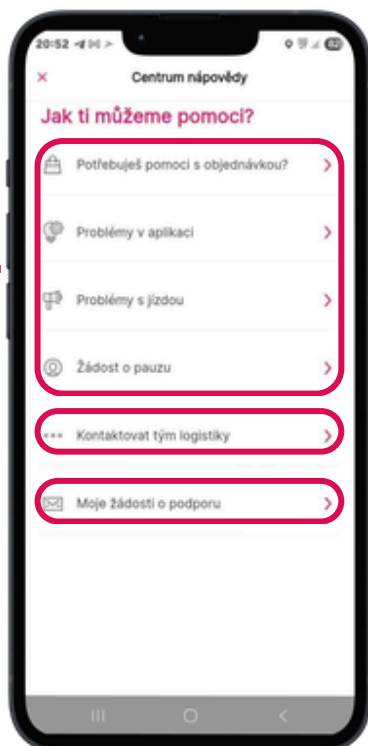 20:52
62
Centrum nápovědy
Jak ti můžeme pomoci?
Potřebuješ pomoci s objednávkou?
Problémy v aplikaci
Problémy s jízdou
Žádost o pauzu
Kontaktovat tým logistiky
Moje žádosti o podporu